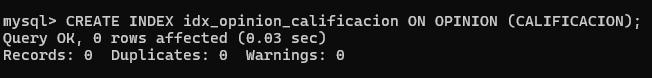 mysql> CREATE INDEX idx_opinion_calificacion ON OPINION (CALIFICACION);
Query OK, 0 rows affected (0.03 sec)
Records: 0  Duplicates: 0  Warnings: 0